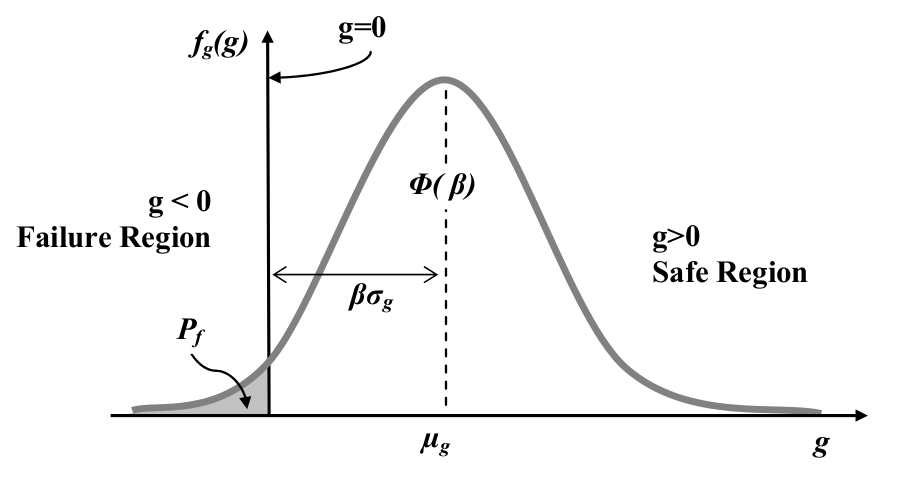 g=0
f_g(g)
Φ( β)
g < 0
Failure Region
g>0
Safe Region
βσ_g
P_f
μ_g
g